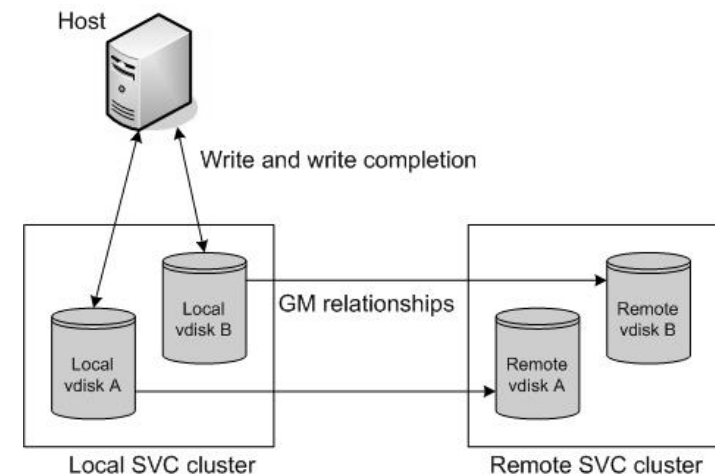 Host
Write and write completion
Local
vdisk B
GM relationships
Remote
vdisk B
Local
vdisk A
Remote
vdisk A
Local SVC cluster
Remote SVC cluster